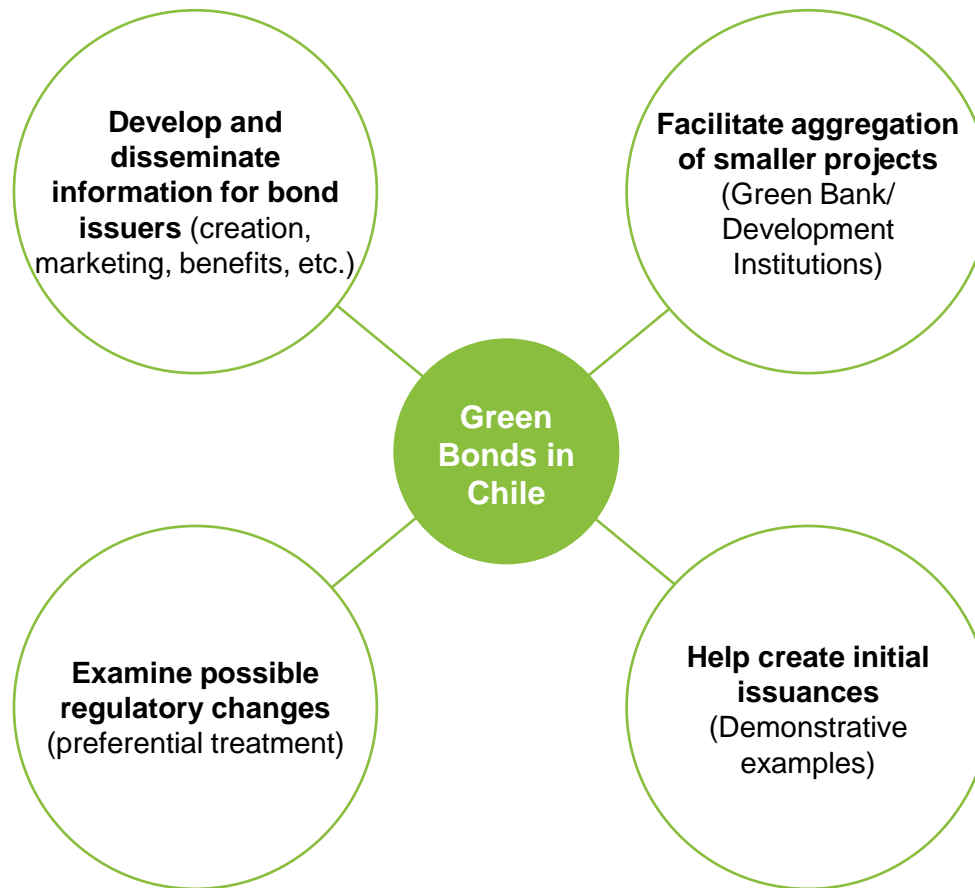 Develop and
disseminate
information for bond
issuers (creation,
marketing, benefits, etc.)
Facilitate aggregation
of smaller projects
(Green Bank/
Development
Institutions)
Green
Bonds in
Chile
Examine possible
regulatory changes
(preferential treatment)
Help create initial
issuances
(Demonstrative
examples)